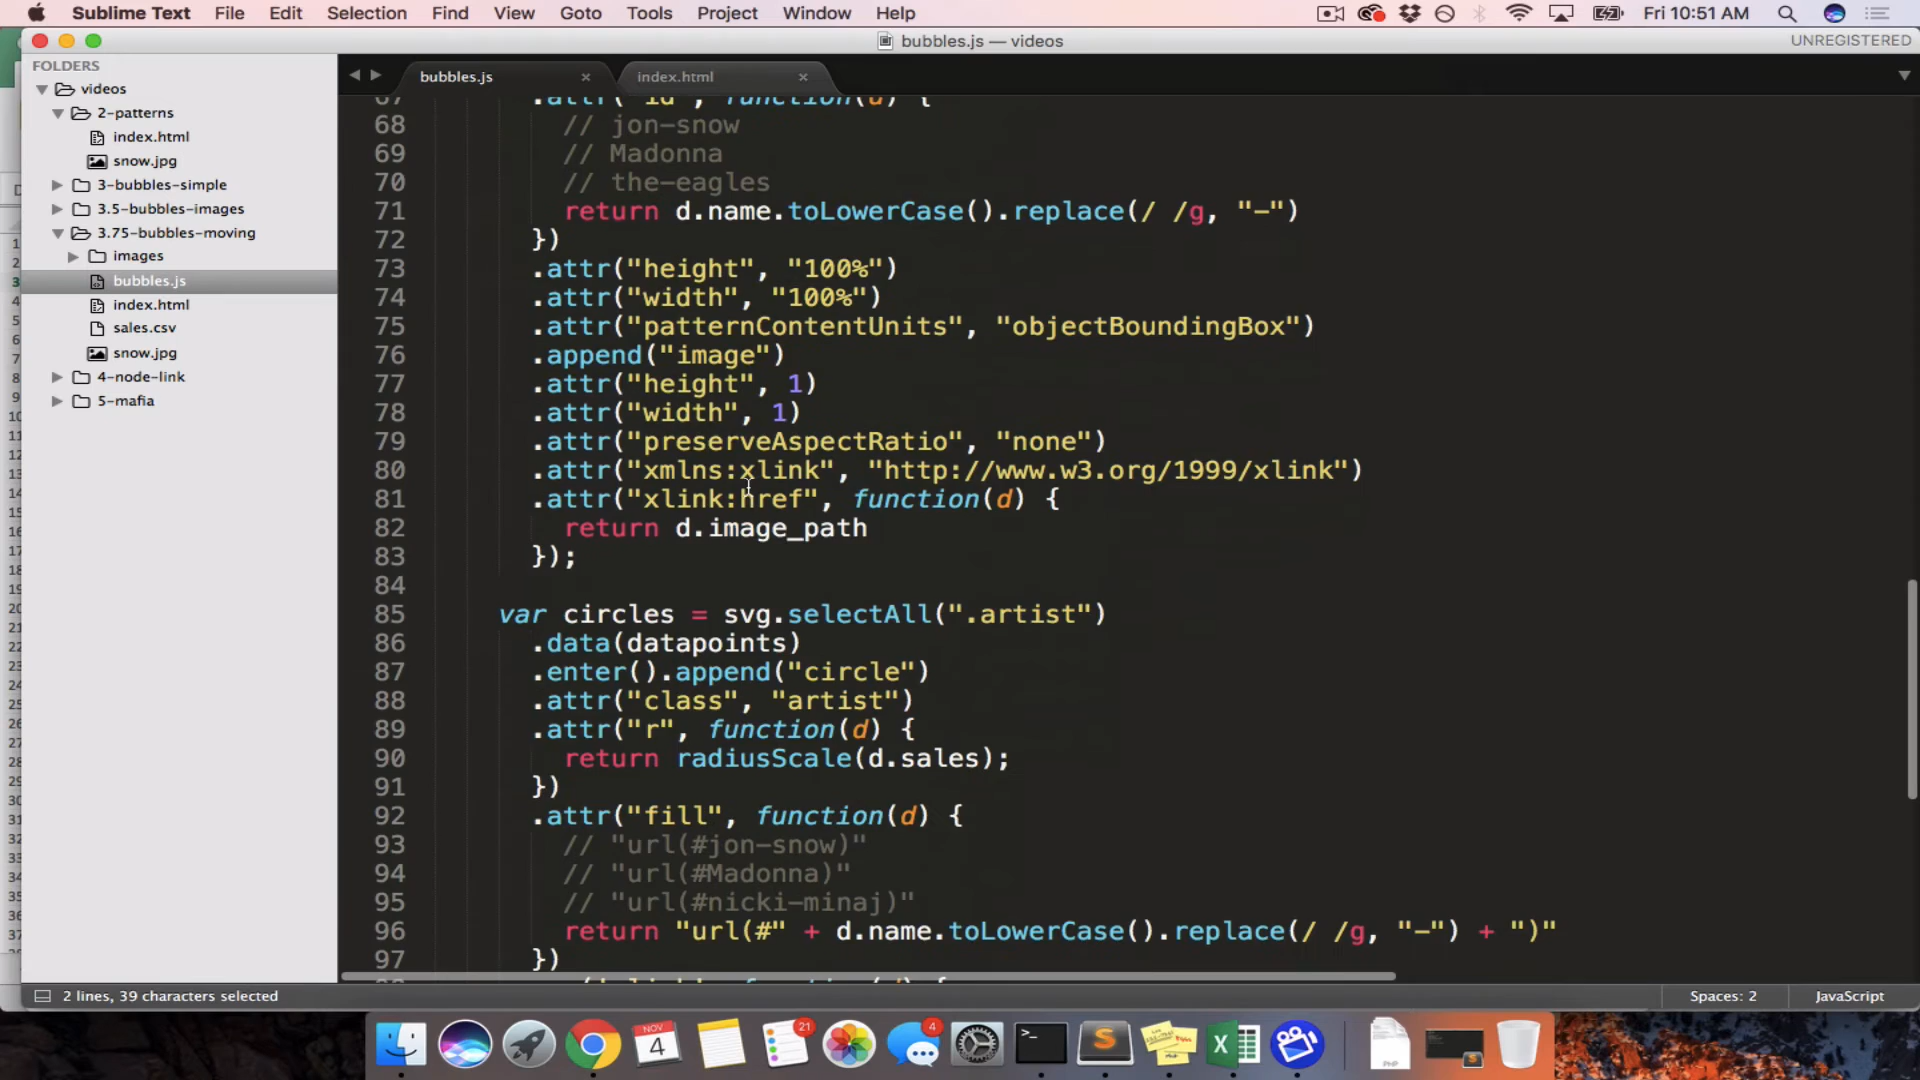 Sublime Text File Edit Selection Find View Goto Tools Project Window Help Fri 10:51 AM
bubbles.js — videos UNREGISTERED
FOLDERS
videos
2-patterns
index.html
snow.jpg
3-bubbles-simple
3.5-bubbles-images
3.75-bubbles-moving
images
bubbles.js
index.html
sales.csv
snow.jpg
4-node-link
5-mafia
bubbles.js index.html
67 .attr("id", function(d) {
68 // jon-snow
69 // Madonna
70 // the-eagles
71 return d.name.toLowerCase().replace(/ /g, "-")
72 })
73 .attr("height", "100%")
74 .attr("width", "100%")
75 .attr("patternContentUnits", "objectBoundingBox")
76 .append("image")
77 .attr("height", 1)
78 .attr("width", 1)
79 .attr("preserveAspectRatio", "none")
80 .attr("xmlns:xlink", "http://www.w3.org/1999/xlink")
81 .attr("xlink:href", function(d) {
82 return d.image_path
83 });
84
85 var circles = svg.selectAll(".artist")
86 .data(datapoints)
87 .enter().append("circle")
88 .attr("class", "artist")
89 .attr("r", function(d) {
90 return radiusScale(d.sales);
91 })
92 .attr("fill", function(d) {
93 // "url(#jon-snow)"
94 // "url(#Madonna)"
95 // "url(#nicki-minaj)"
96 return "url(#" + d.name.toLowerCase().replace(/ /g, "-") + ")"
97 })
2 lines, 39 characters selected Spaces: 2 JavaScript
NOV
4
21
4
PHP